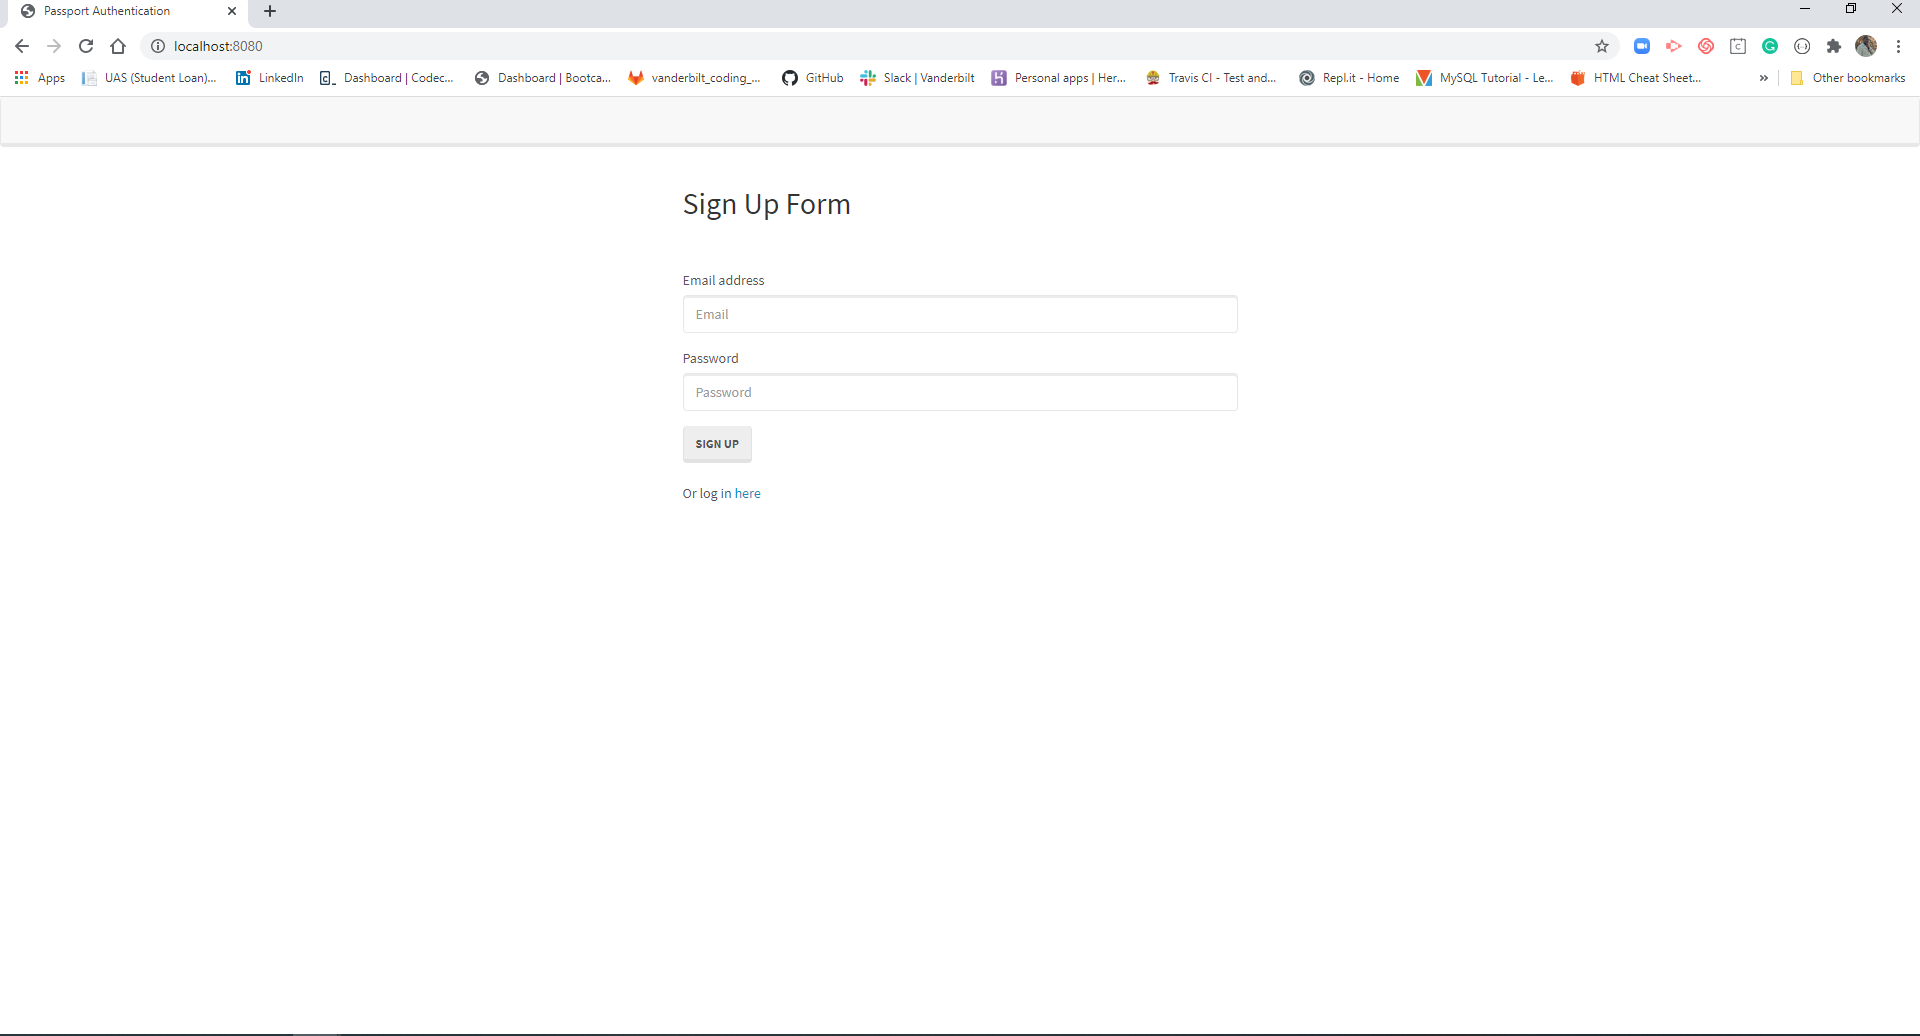 Passport Authentication
localhost:8080
Apps UAS (Student Loan)... LinkedIn Dashboard | Codec... Dashboard | Bootca... vanderbilt_coding_... GitHub Slack | Vanderbilt Personal apps | Her... Travis CI - Test and... Repl.it - Home MySQL Tutorial - Le... HTML Cheat Sheet... » Other bookmarks
Sign Up Form
Email address
Email
Password
Password
SIGN UP
Or log in here